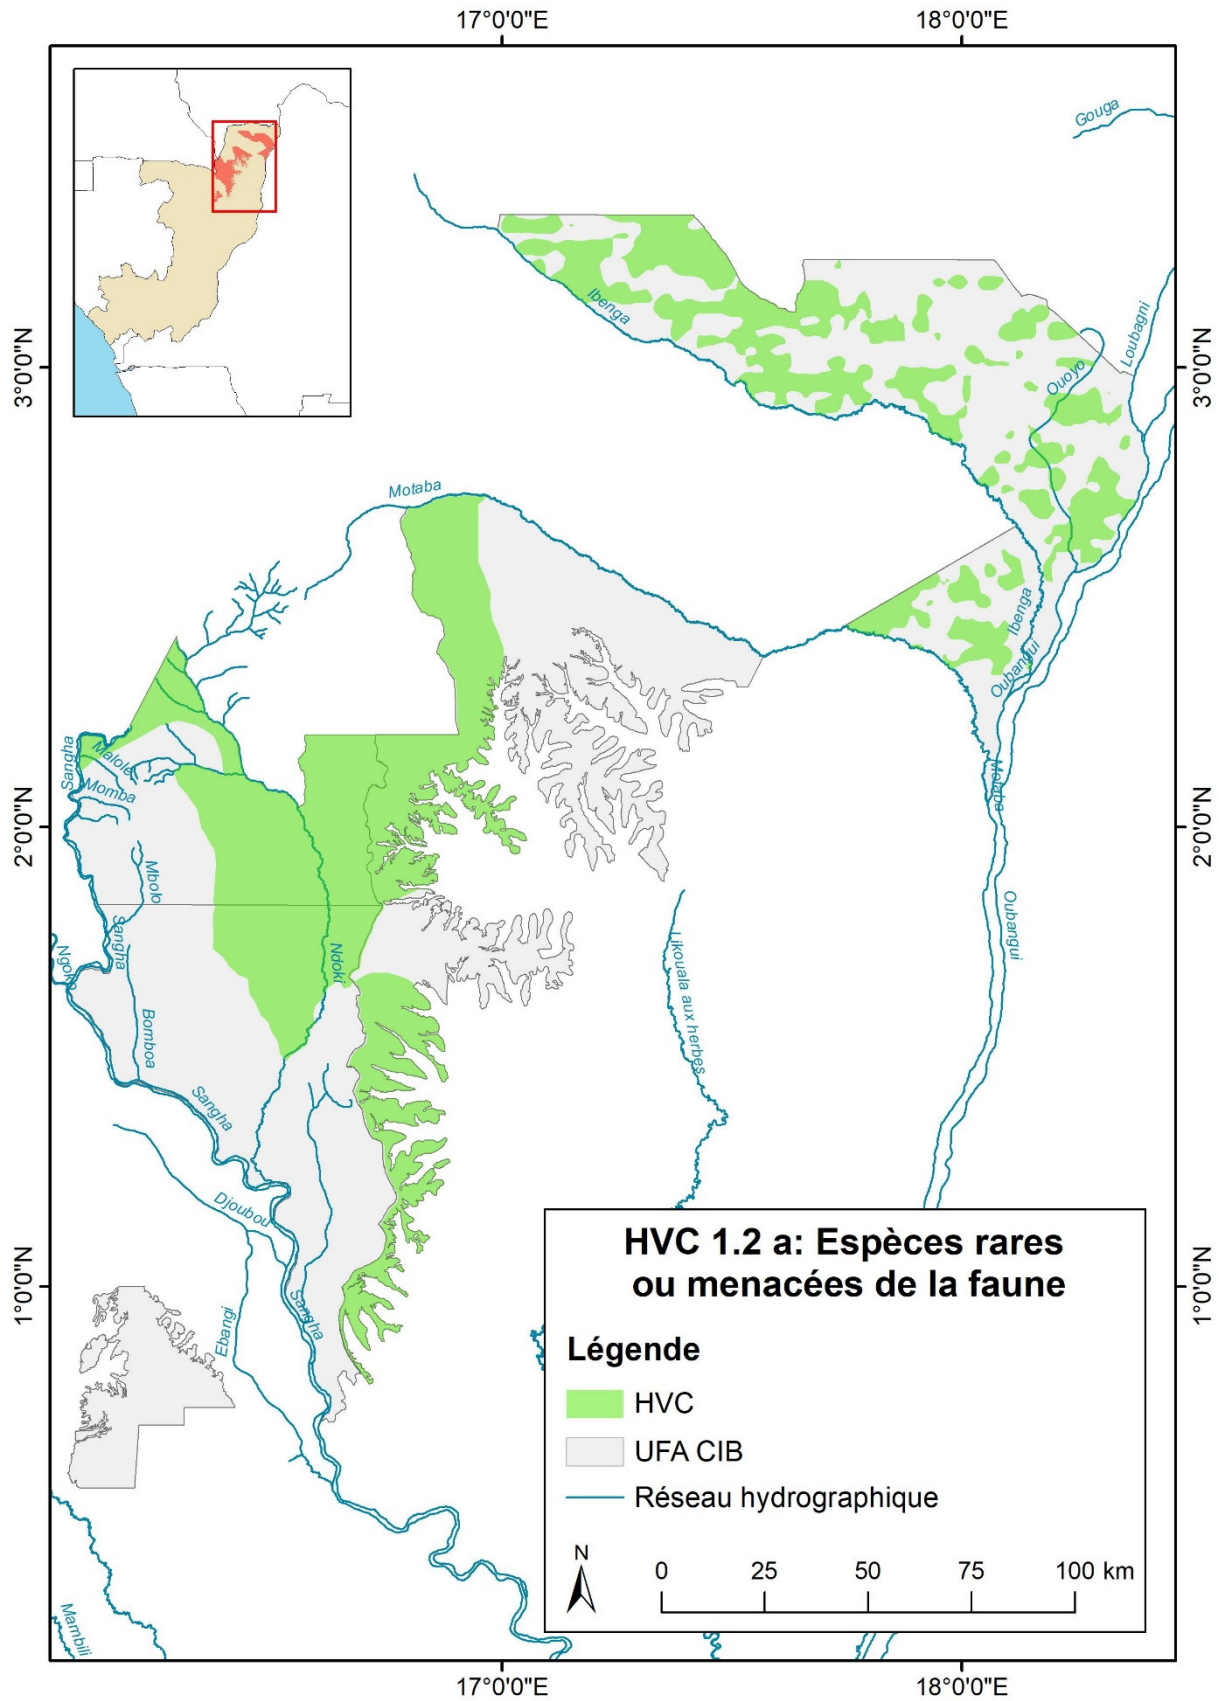 17°0'0"E 18°0'0"E
Gouga
Ibenga
Loubagni
3°0'0"N 3°0'0"N
Ouoyo
Motaba
Ibenga
Oubangui
Sangha
Malole
Momba
Motaba
2°0'0"N 2°0'0"N
Mbolo
Sangha
Ngoko
Ndoki
Oubangui
Likouala aux herbes
Bomboa
Sangha
Djoubou
HVC 1.2 a: Espèces rares
ou menacées de la faune
1°0'0"N 1°0'0"N
Sangha
Ebangi
Légende
HVC
UFA CIB
Réseau hydrographique
N
0 25 50 75 100 km
Mambili
17°0'0"E 18°0'0"E